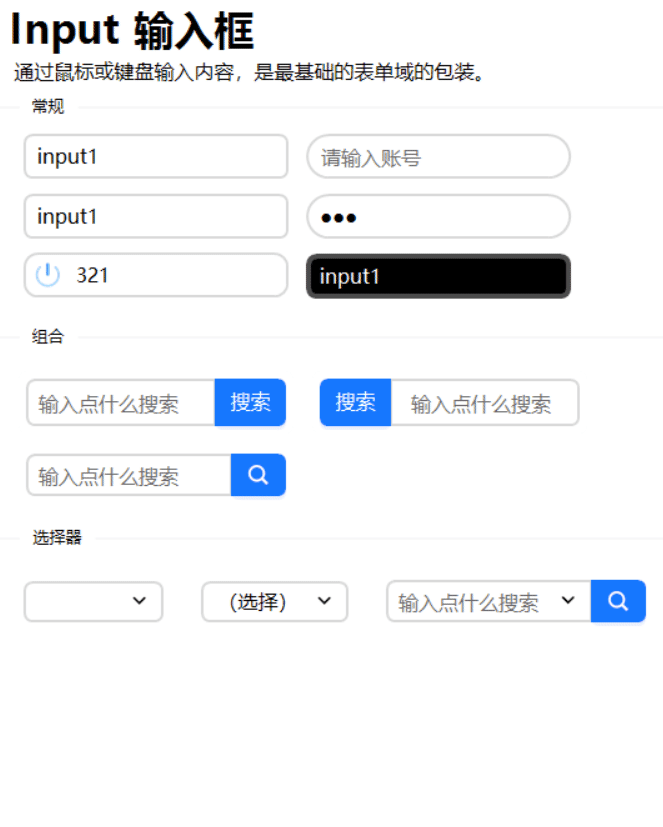 Input 输入框
通过鼠标或键盘输入内容，是最基础的表单域的包装。
常规
input1
请输入账号
input1
●●●
321
input1
组合
输入点什么搜索
搜索
搜索
输入点什么搜索
输入点什么搜索
选择器
（选择）
输入点什么搜索